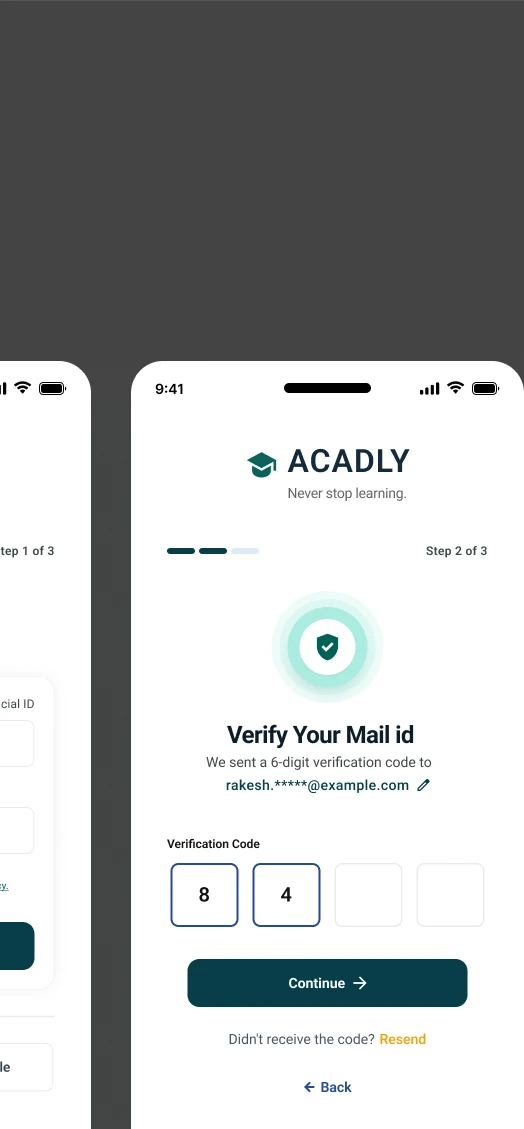 9:41
ACADLY
Never stop learning.
tep 1 of 3
Step 2 of 3
cial ID
Verify Your Mail id
We sent a 6-digit verification code to
rakesh.*****@example.com
Verification Code
cy.
8 4
Continue
Didn't receive the code? Resend
le
Back